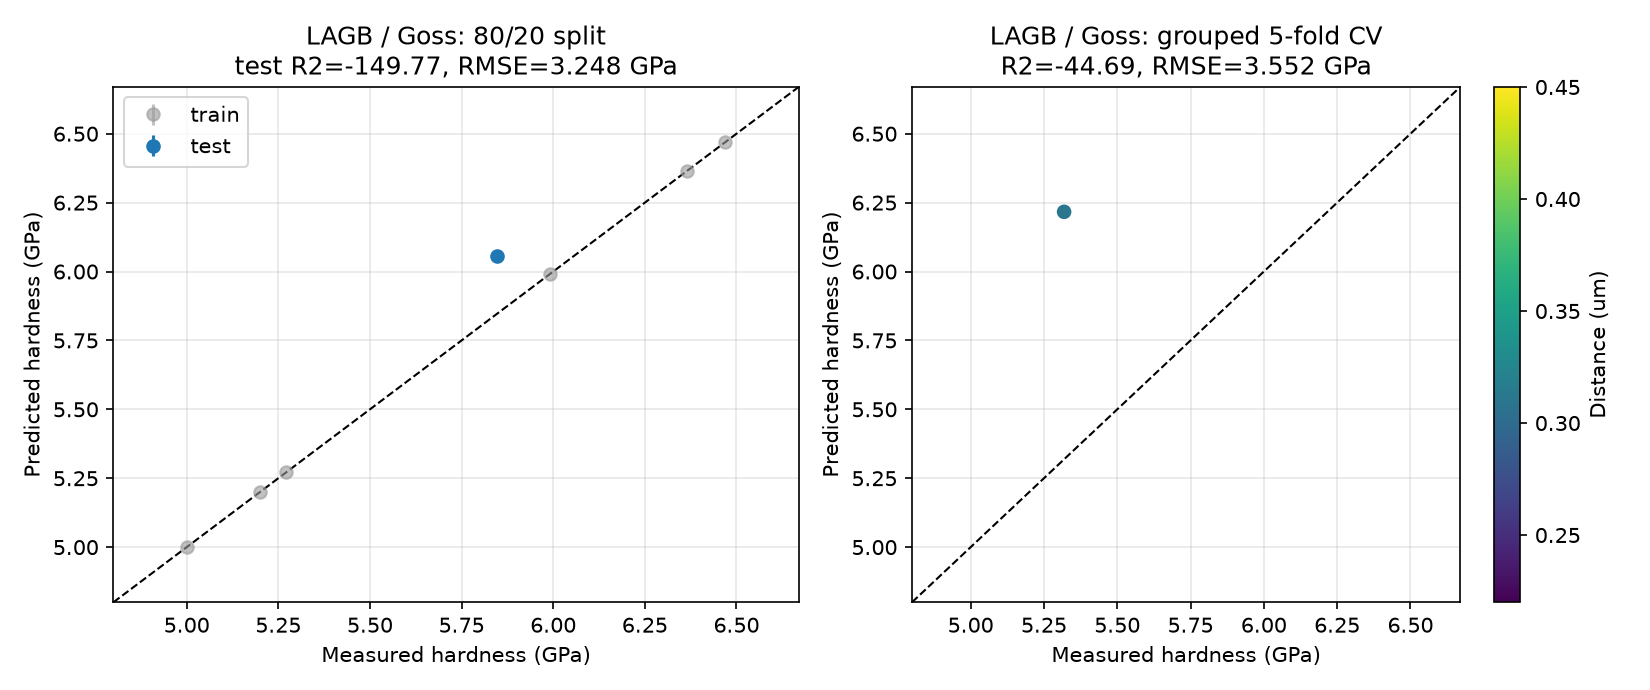 LAGB / Goss: 80/20 split
test R2=-149.77, RMSE=3.248 GPa
train
test
6.50
6.25
6.00
5.75
5.50
5.25
5.00
Predicted hardness (GPa)
5.00 5.25 5.50 5.75 6.00 6.25 6.50
Measured hardness (GPa)
LAGB / Goss: grouped 5-fold CV
R2=-44.69, RMSE=3.552 GPa
6.50
6.25
6.00
5.75
5.50
5.25
5.00
Predicted hardness (GPa)
5.00 5.25 5.50 5.75 6.00 6.25 6.50
Measured hardness (GPa)
0.45
0.40
0.35
0.30
0.25
Distance (um)